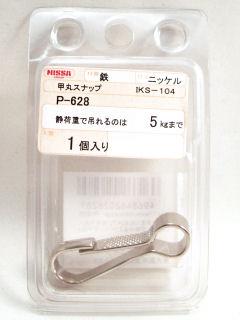 NISSA 鉄 ニッケル
甲丸スナップ IKS-104
P-628
静荷重で吊れるのは 5kgまで
1個入り